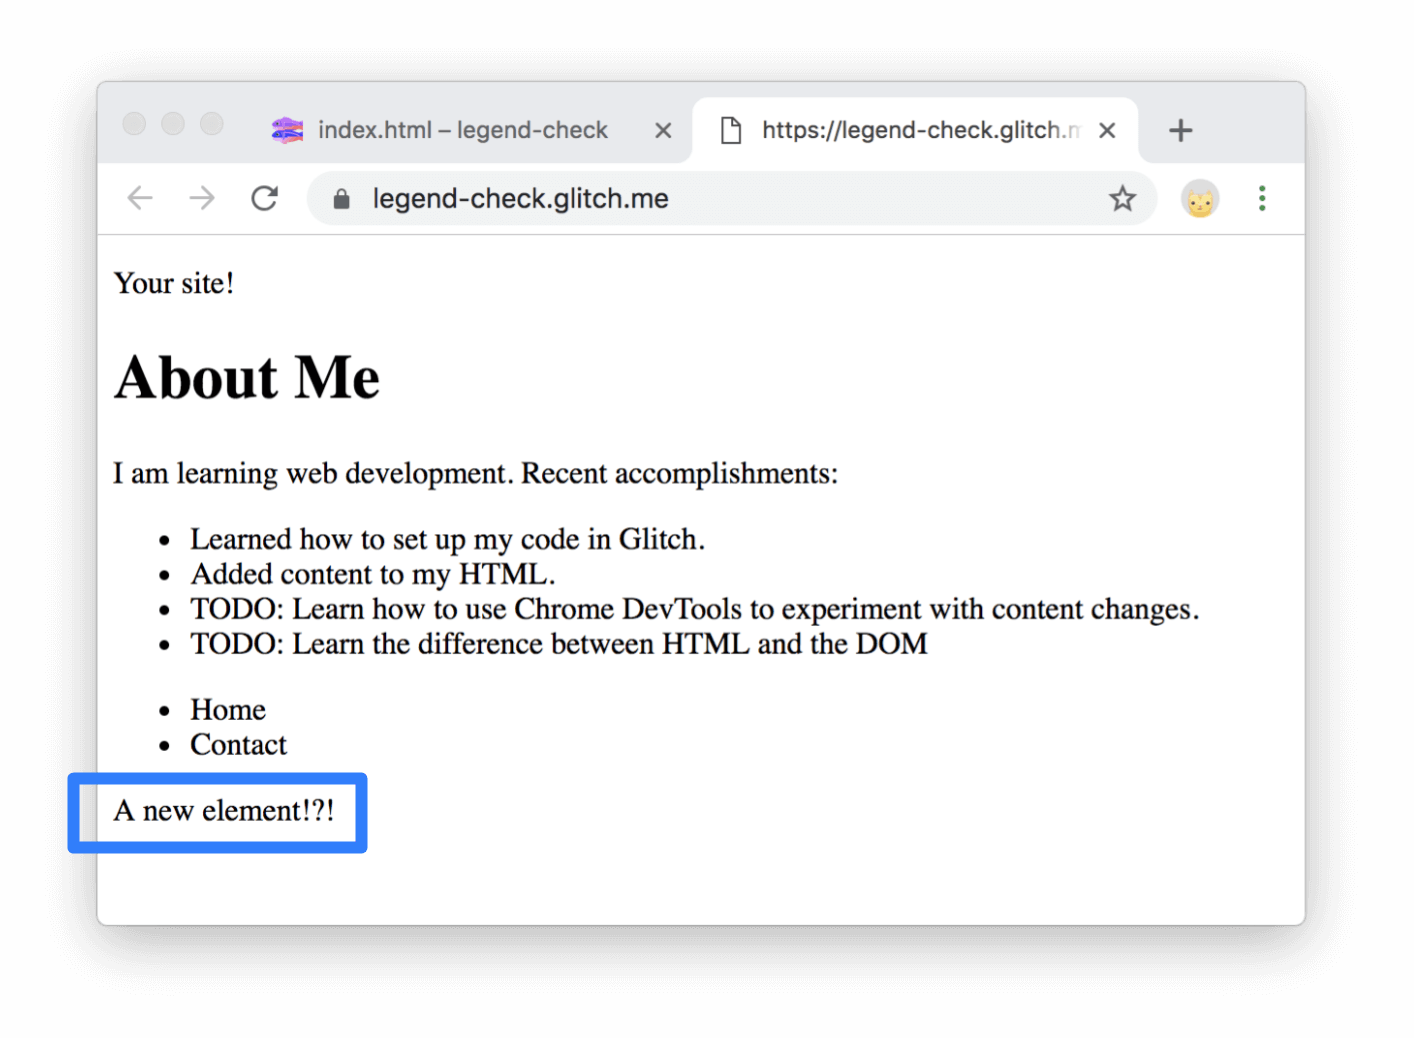 index.html – legend-check
https://legend-check.glitch.m
legend-check.glitch.me
Your site!
About Me
I am learning web development. Recent accomplishments:
• Learned how to set up my code in Glitch.
• Added content to my HTML.
• TODO: Learn how to use Chrome DevTools to experiment with content changes.
• TODO: Learn the difference between HTML and the DOM
• Home
• Contact
A new element!?!